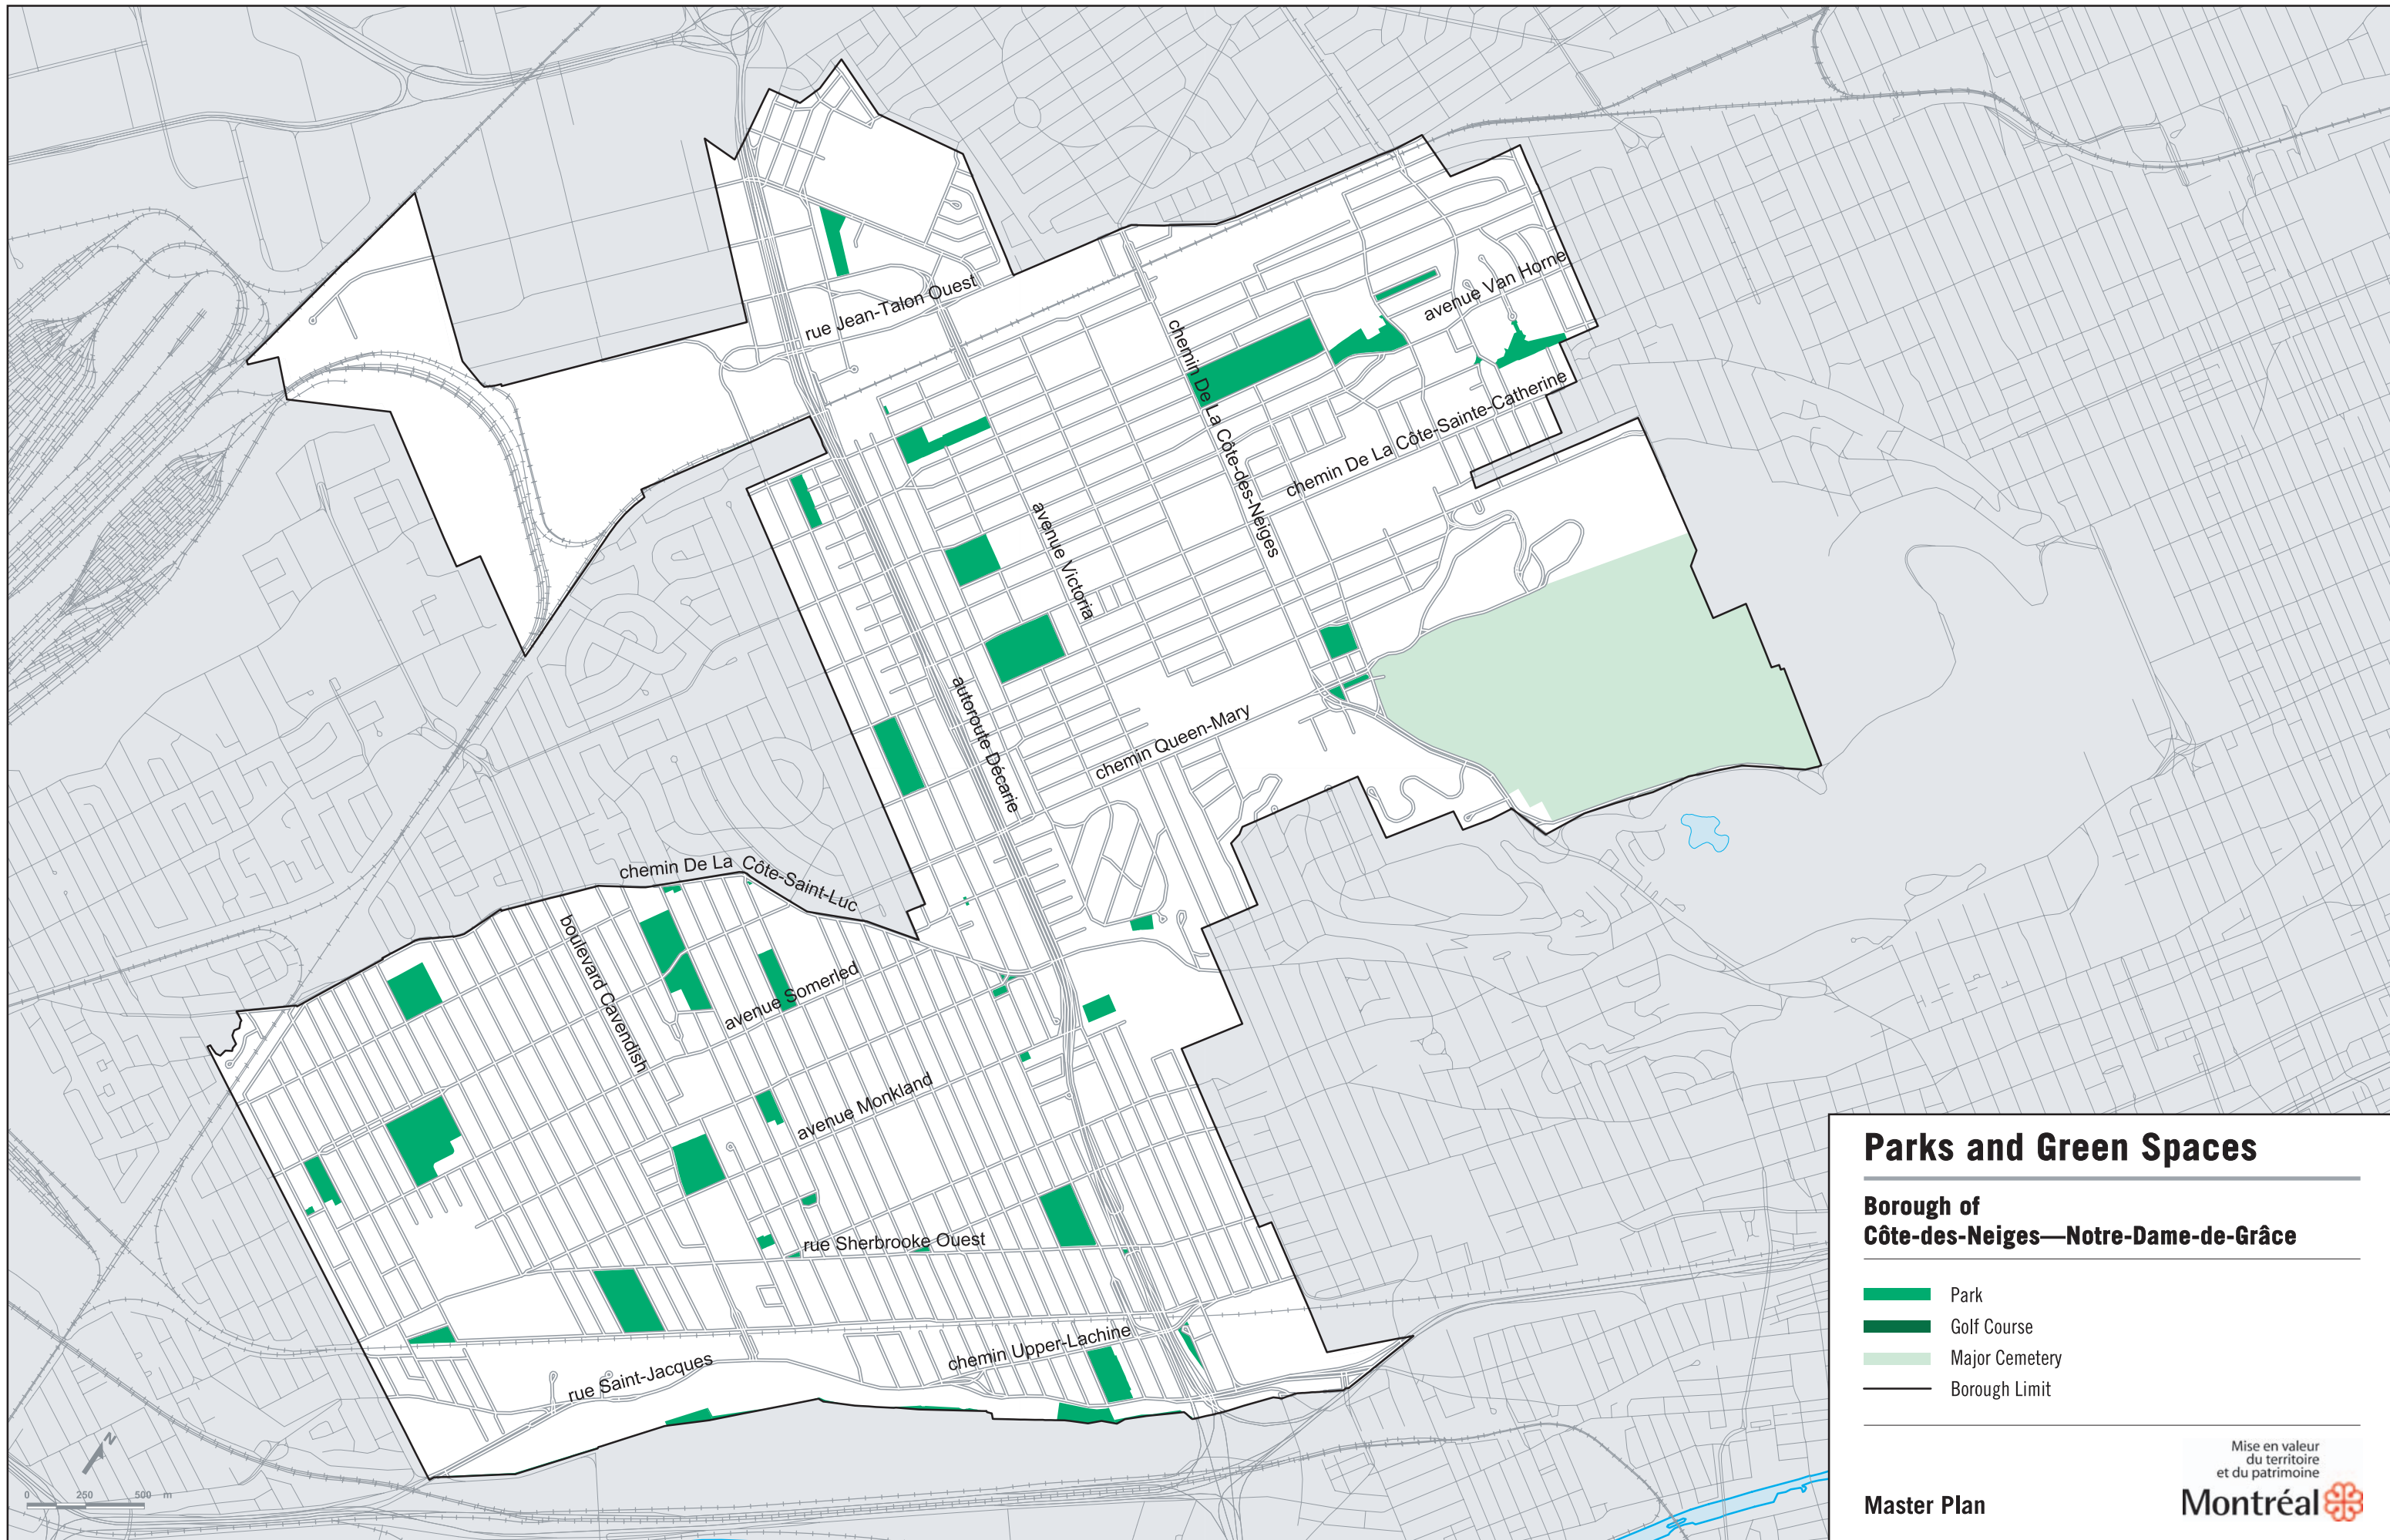 rue Jean-Talon Ouest
avenue Van Horne
chemin De La Côte-des-Neiges
chemin De La Côte-Sainte-Catherine
avenue Victoria
autoroute Décarie
chemin Queen-Mary
chemin De La Côte-Saint-Luc
boulevard Cavendish
avenue Somerled
avenue Monkland
rue Sherbrooke Ouest
chemin Upper-Lachine
rue Saint-Jacques
N
0 250 500 m
Parks and Green Spaces
Borough of
Côte-des-Neiges—Notre-Dame-de-Grâce
Park
Golf Course
Major Cemetery
Borough Limit
Mise en valeur
du territoire
et du patrimoine
Master Plan
Montréal